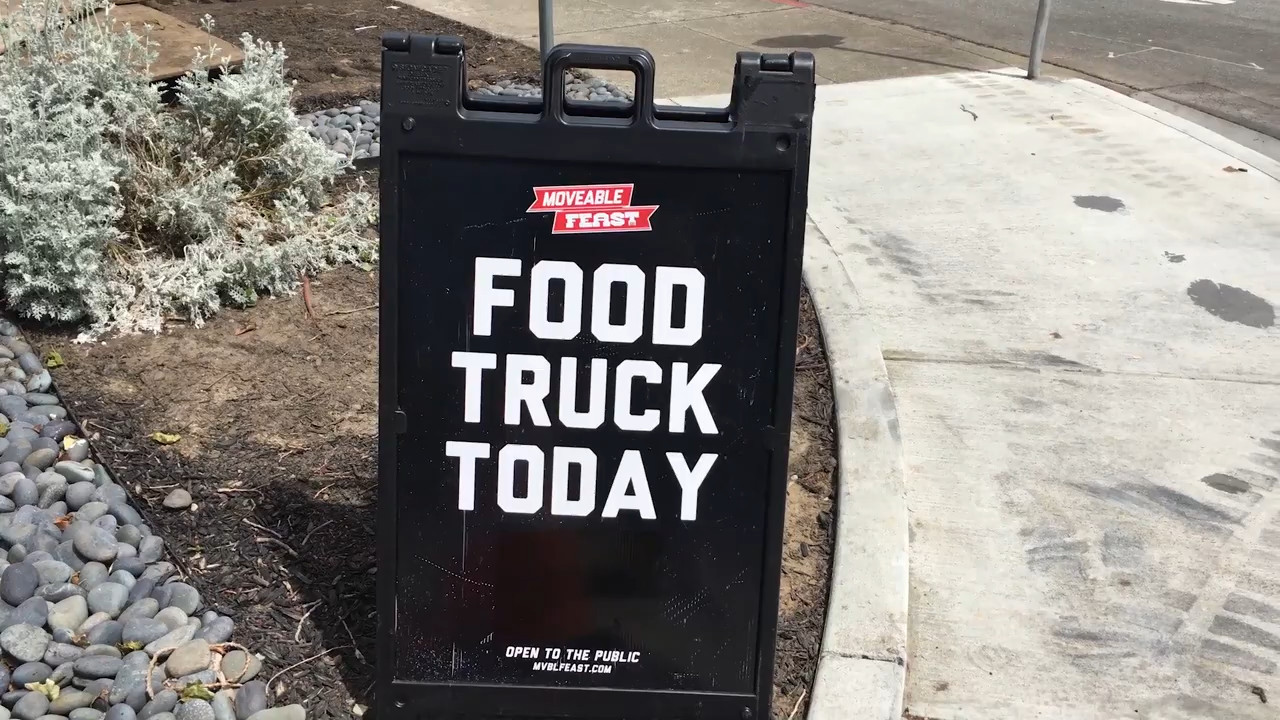 MOVEABLE
FEAST
FOOD
TRUCK
TODAY
OPEN TO THE PUBLIC
MVBLFEAST.COM